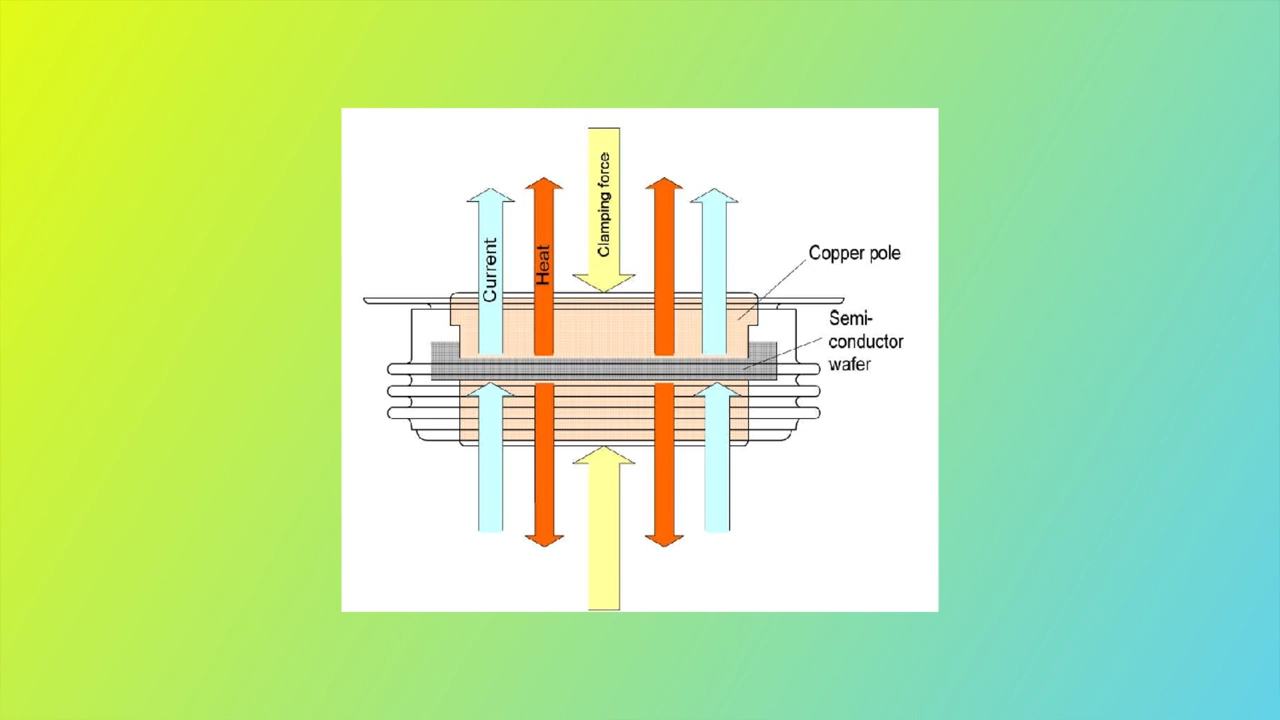 Current
Heat
Clamping force
Copper pole
Semi-
conductor
wafer